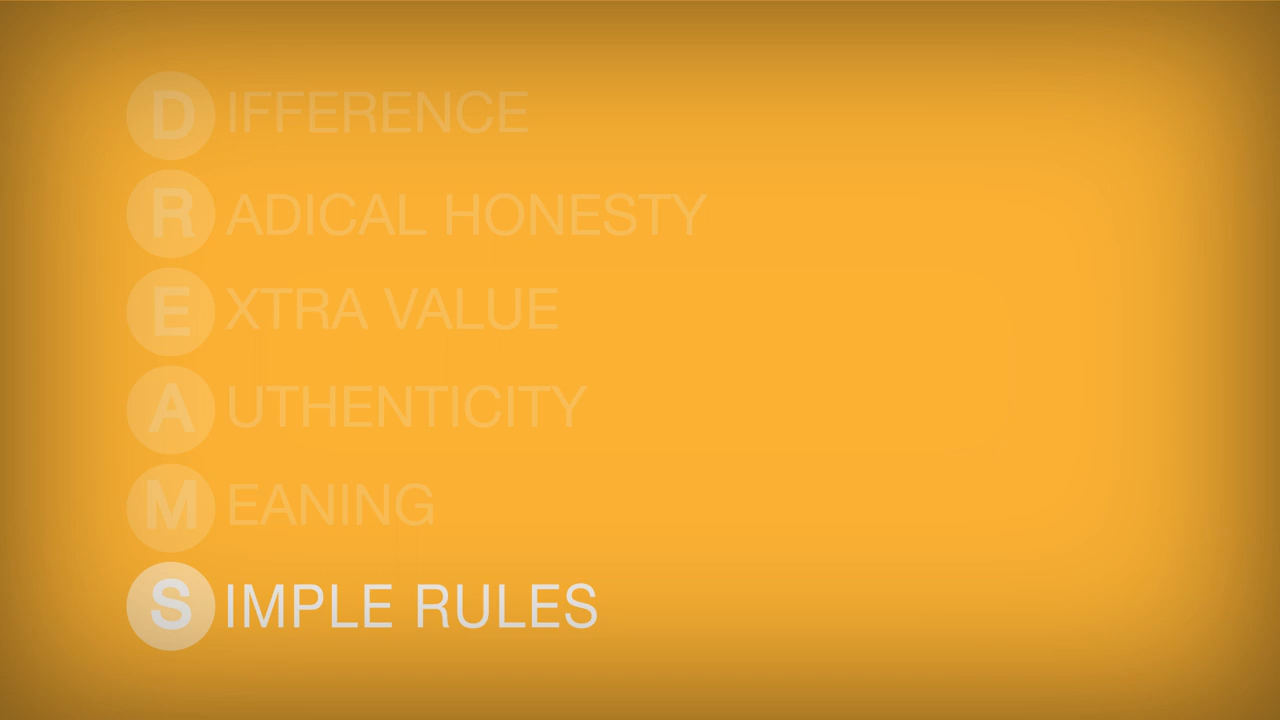 DIFFERENCE
RADICAL HONESTY
EXTRA VALUE
AUTHENTICITY
MEANING
SIMPLE RULES